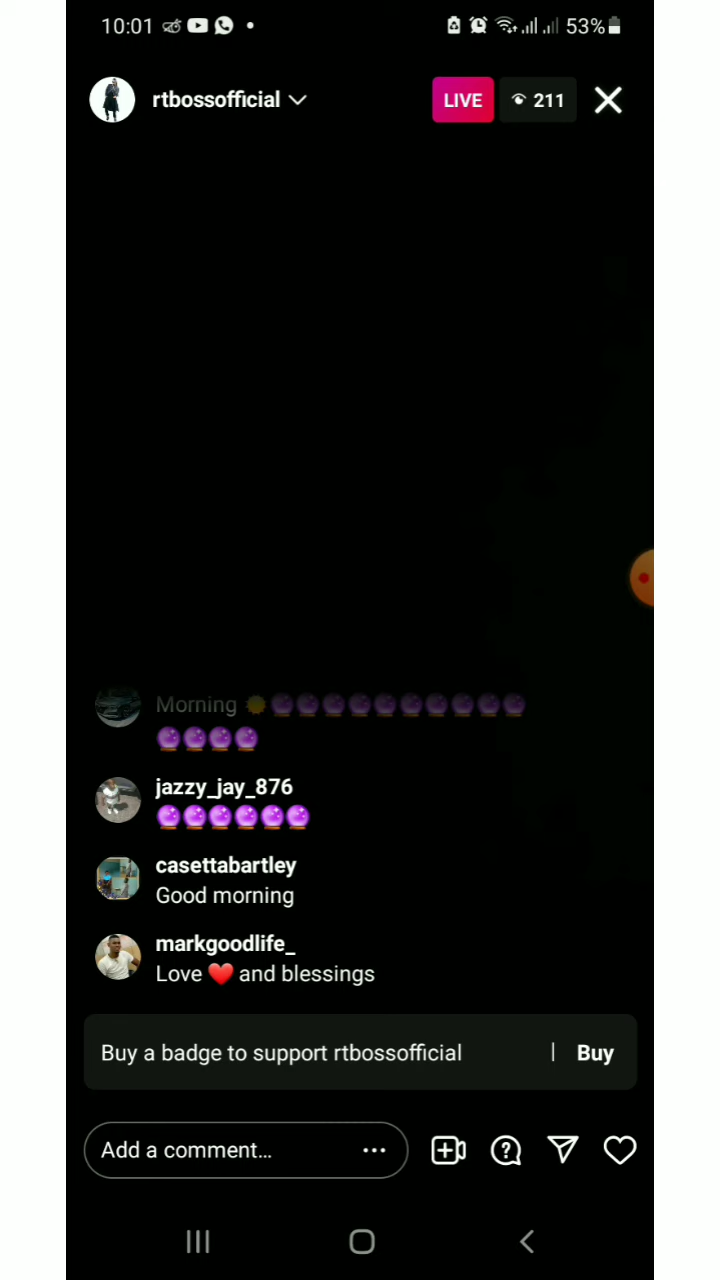 10:01 53%
rtbossofficial LIVE 211
Morning 🌻🔮🔮🔮🔮🔮🔮🔮🔮🔮🔮
🔮🔮🔮🔮
jazzy_jay_876
🔮🔮🔮🔮🔮🔮
casettabartley
Good morning
markgoodlife_
Love ❤️ and blessings
Buy a badge to support rtbossofficial | Buy
Add a comment...